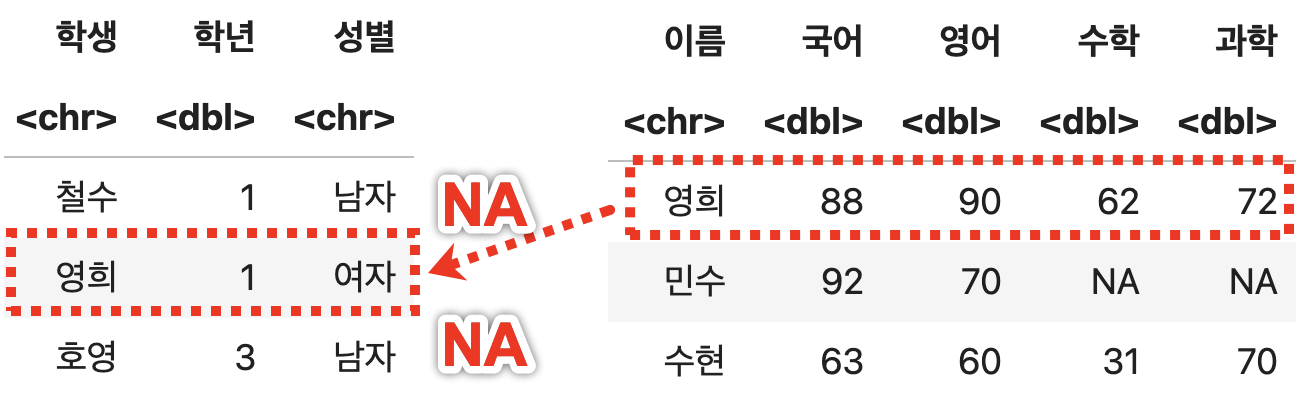 학생 학년 성별
<chr> <dbl> <chr>
철수 1 남자 NA
영희 1 여자
호영 3 남자 NA
이름 국어 영어 수학 과학
<chr> <dbl> <dbl> <dbl> <dbl>
영희 88 90 62 72
민수 92 70 NA NA
수현 63 60 31 70